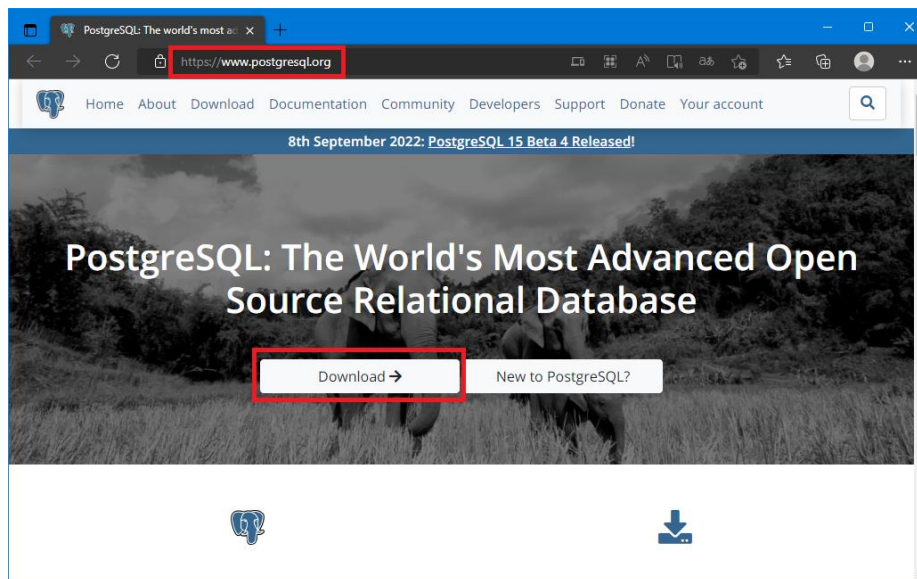 PostgreSQL: The world's most ad
https://www.postgresql.org
Home About Download Documentation Community Developers Support Donate Your account
8th September 2022: PostgreSQL 15 Beta 4 Released!
PostgreSQL: The World's Most Advanced Open
Source Relational Database
Download →
New to PostgreSQL?